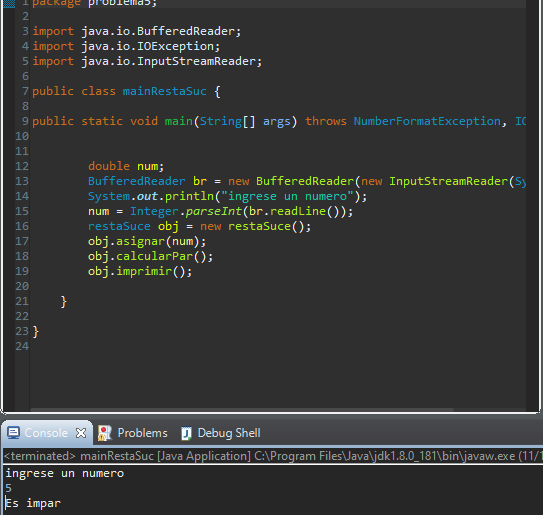 1 package problema5;
2
3 import java.io.BufferedReader;
4 import java.io.IOException;
5 import java.io.InputStreamReader;
6
7 public class mainRestaSuc {
8
9 public static void main(String[] args) throws NumberFormatException, IO
10
11
12 double num;
13 BufferedReader br = new BufferedReader(new InputStreamReader(Sy
14 System.out.println("ingrese un numero");
15 num = Integer.parseInt(br.readLine());
16 restaSuce obj = new restaSuce();
17 obj.asignar(num);
18 obj.calcularPar();
19 obj.imprimir();
20
21 }
22
23 }
24
Console Problems Debug Shell
<terminated> mainRestaSuc [Java Application] C:\Program Files\Java\jdk1.8.0_181\bin\javaw.exe (11/1
ingrese un numero
5
Es impar